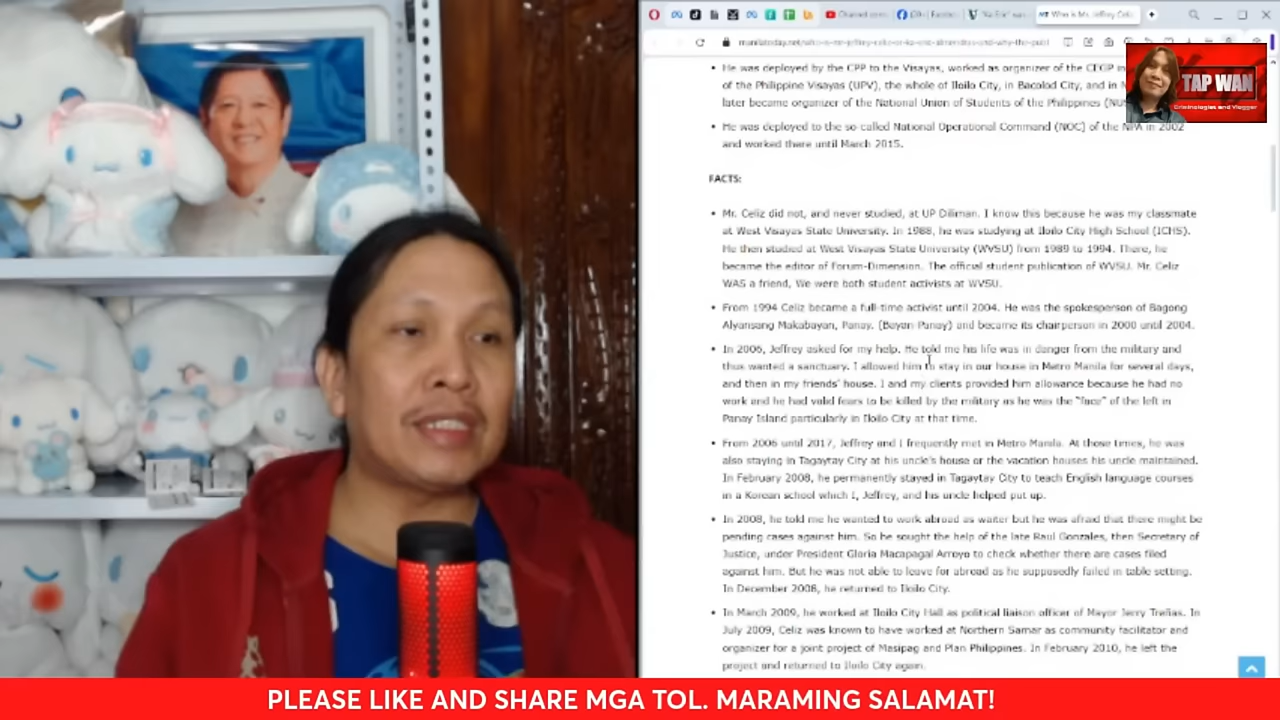 Channel
Faceb
Who is Mr. Jeffrey Celiz
TAP WAN
Criminologist and Vlogger
He was deployed by the CPP to the Visayas, worked as organizer of the CEGP in
of the Philippine Visayas (UPV), the whole of Iloilo City, in Bacolod City, and in
later became organizer of the National Union of Students of the Philippines
He was deployed to the so-called National Operational Command (NOC) of the NPA in 2002
and worked there until March 2015.
FACTS:
Mr. Celiz did not, and never studied, at UP Diliman. I know this because he was my classmate
at West Visayas State University. In 1988, he was studying at Iloilo City High School (ICHS).
He then studied at West Visayas State University (WVSU) from 1989 to 1994. There, he
became the editor of Forum-Dimension. The official student publication of WVSU. Mr. Celiz
WAS a friend, We were both student activists at WVSU.
From 1994 Celiz became a full-time activist until 2004. He was the spokesperson of Bagong
Alyansang Makabayan, Panay. (Bayan-Panay) and became its chairperson in 2000 until 2004.
In 2006, Jeffrey asked for my help. He told me his life was in danger from the military and
thus wanted a sanctuary. I allowed him to stay in our house in Metro Manila for several days,
and then in my friends' house. I and my clients provided him allowance because he had no
work and he had valid fears to be killed by the military as he was the "face" of the left in
Panay Island particularly in Iloilo City at that time.
From 2006 until 2017, Jeffrey and I frequently met in Metro Manila. At those times, he was
also staying in Tagaytay City at his uncle's house or the vacation houses his uncle maintained.
In February 2008, he permanently stayed in Tagaytay City to teach English language courses
in a Korean school which I, Jeffrey, and his uncle helped put up.
In 2008, he told me he wanted to work abroad as waiter but he was afraid that there might be
pending cases against him. So he sought the help of the late Raul Gonzales, then Secretary of
Justice, under President Gloria Macapagal Arroyo to check whether there are cases filed
against him. But he was not able to leave for abroad as he supposedly failed in table setting.
In December 2008, he returned to Iloilo City.
In March 2009, he worked at Iloilo City Hall as political liaison officer of Mayor Jerry Treñas. In
July 2009, Celiz was known to have worked at Northern Samar as community facilitator and
organizer for a joint project of Masipag and Plan Philippines. In February 2010, he left the
project and returned to Iloilo City again.
PLEASE LIKE AND SHARE MGA TOL. MARAMING SALAMAT!